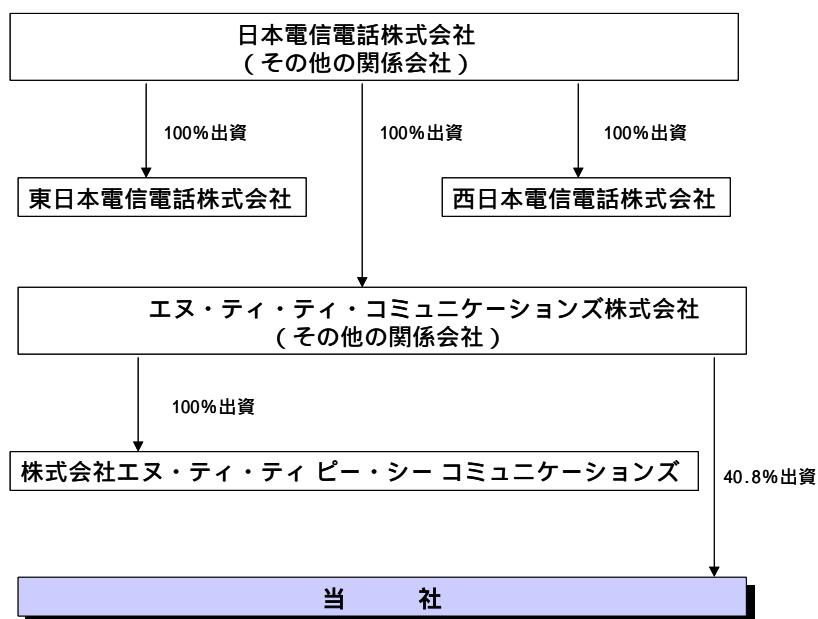 日本電信電話株式会社
（その他の関係会社）
100%出資
100%出資
100%出資
東日本電信電話株式会社
西日本電信電話株式会社
エヌ・ティ・ティ・コミュニケーションズ株式会社
（その他の関係会社）
100%出資
株式会社エヌ・ティ・ティ ピー・シー コミュニケーションズ
40.8%出資
当　　　社